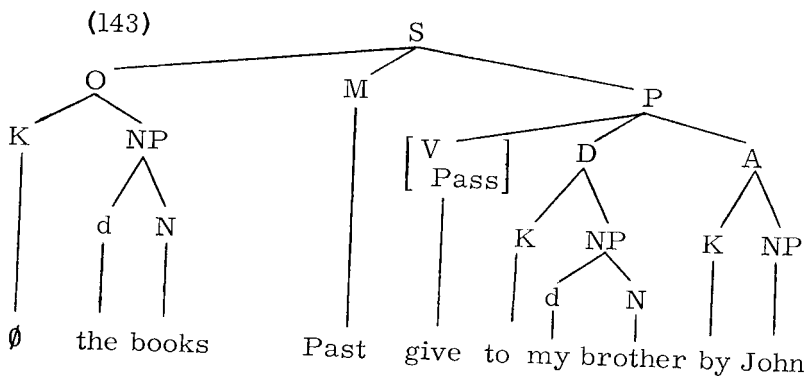 (143)
S
O M P
K NP [V Pass] D A
d N K NP K NP
d N
∅ the books Past give to my brother by John